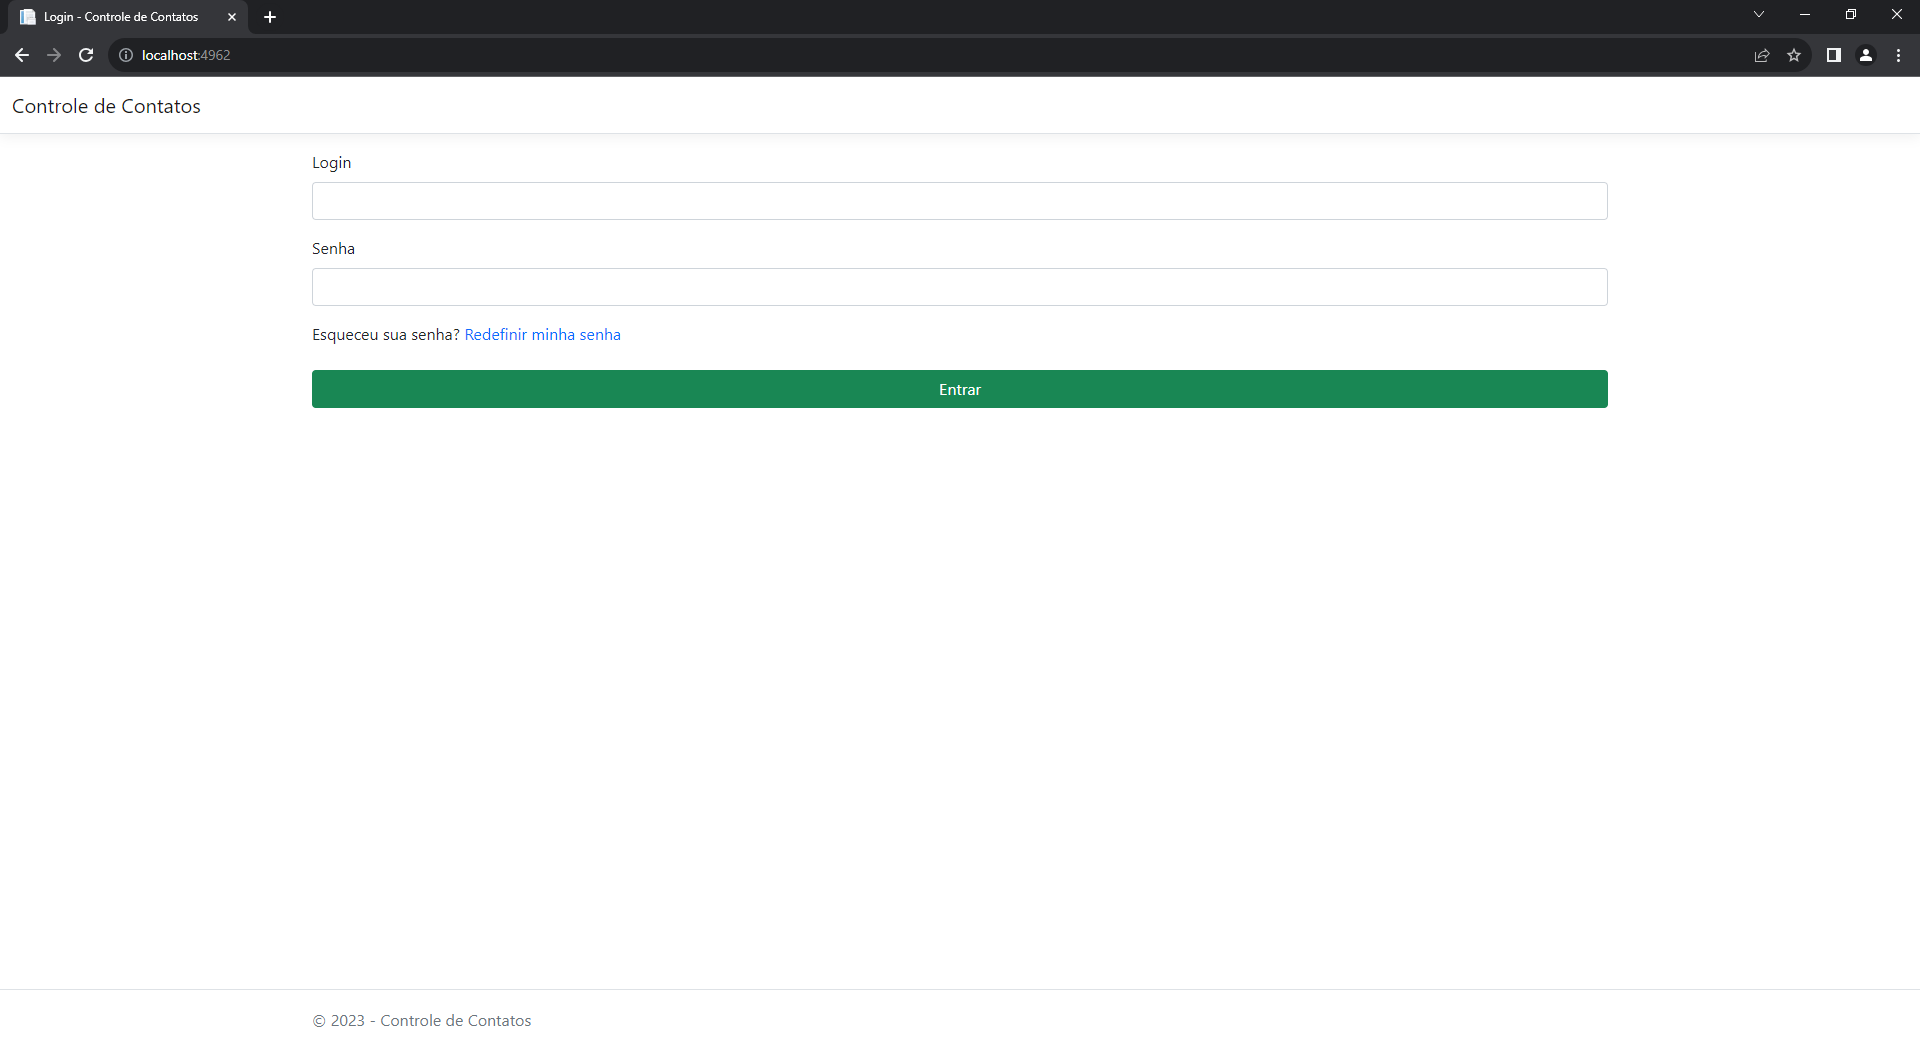 Login - Controle de Contatos
localhost:4962
Controle de Contatos
Login
Senha
Esqueceu sua senha? Redefinir minha senha
Entrar
© 2023 - Controle de Contatos